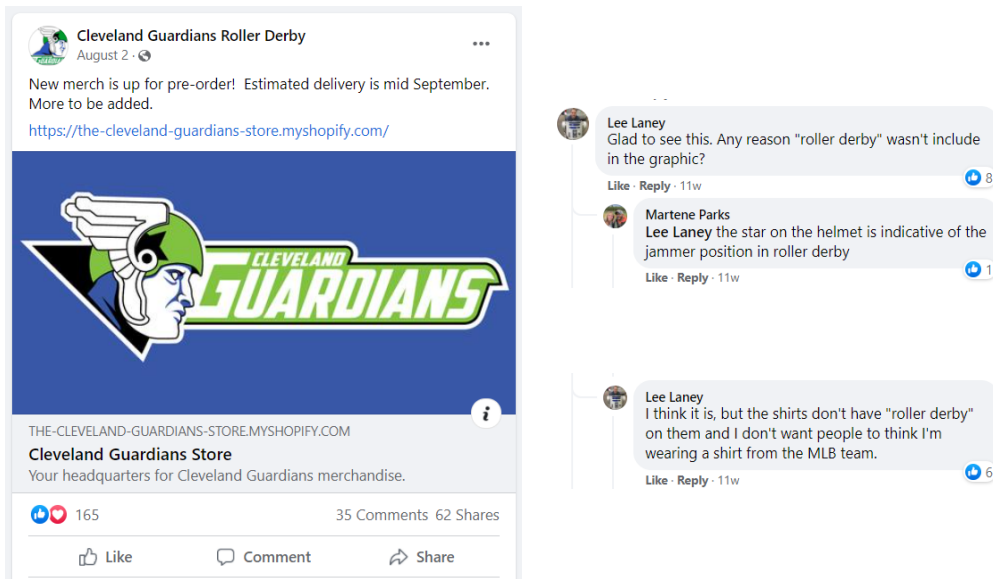 Cleveland Guardians Roller Derby
August 2 ·
New merch is up for pre-order! Estimated delivery is mid September.
More to be added.
https://the-cleveland-guardians-store.myshopify.com/
CLEVELAND
GUARDIANS
i
THE-CLEVELAND-GUARDIANS-STORE.MYSHOPIFY.COM
Cleveland Guardians Store
Your headquarters for Cleveland Guardians merchandise.
165
35 Comments 62 Shares
Like Comment Share
Lee Laney
Glad to see this. Any reason "roller derby" wasn't include
in the graphic?
Like · Reply · 11w
8
Martene Parks
Lee Laney the star on the helmet is indicative of the
jammer position in roller derby
Like · Reply · 11w
1
Lee Laney
I think it is, but the shirts don't have "roller derby"
on them and I don't want people to think I'm
wearing a shirt from the MLB team.
Like · Reply · 11w
6